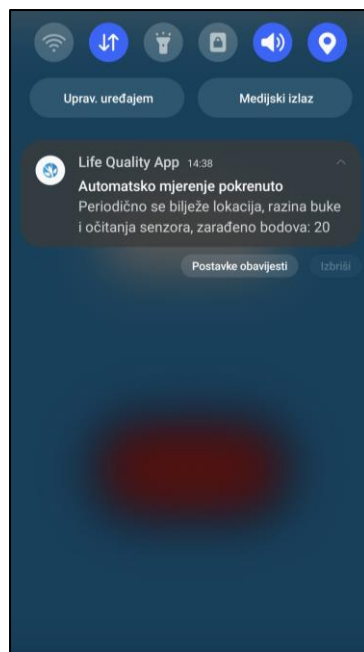 Uprav. uređajem
Medijski izlaz
Life Quality App 14:38
Automatsko mjerenje pokrenuto
Periodično se bilježe lokacija, razina buke
i očitanja senzora, zarađeno bodova: 20
Postavke obavijesti
Izbriši